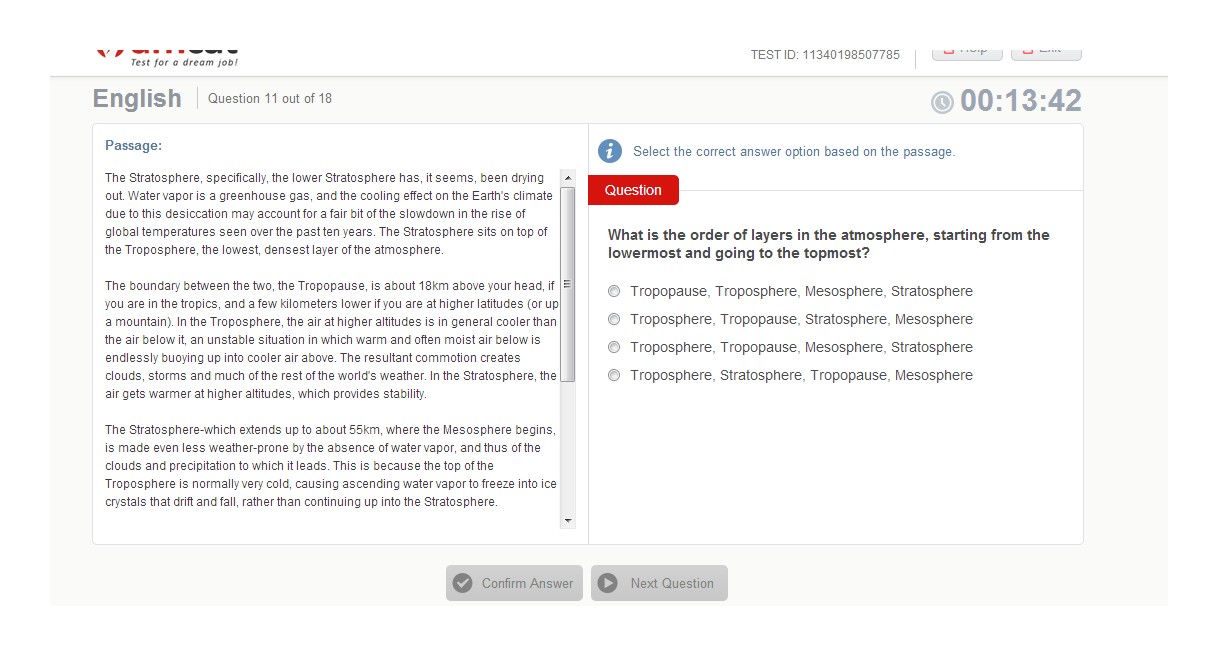 Test for a dream job!
TEST ID: 11340198507785
English
Question 11 out of 18
00:13:42
Passage:
The Stratosphere, specifically, the lower Stratosphere has, it seems, been drying
out. Water vapor is a greenhouse gas, and the cooling effect on the Earth's climate
due to this desiccation may account for a fair bit of the slowdown in the rise of
global temperatures seen over the past ten years. The Stratosphere sits on top of
the Troposphere, the lowest, densest layer of the atmosphere.
The boundary between the two, the Tropopause, is about 18km above your head, if
you are in the tropics, and a few kilometers lower if you are at higher latitudes (or up
a mountain). In the Troposphere, the air at higher altitudes is in general cooler than
the air below it, an unstable situation in which warm and often moist air below is
endlessly buoying up into cooler air above. The resultant commotion creates
clouds, storms and much of the rest of the world's weather. In the Stratosphere, the
air gets warmer at higher altitudes, which provides stability.
The Stratosphere-which extends up to about 55km, where the Mesosphere begins,
is made even less weather-prone by the absence of water vapor, and thus of the
clouds and precipitation to which it leads. This is because the top of the
Troposphere is normally very cold, causing ascending water vapor to freeze into ice
crystals that drift and fall, rather than continuing up into the Stratosphere.
Select the correct answer option based on the passage.
Question
What is the order of layers in the atmosphere, starting from the
lowermost and going to the topmost?
Tropopause, Troposphere, Mesosphere, Stratosphere
Troposphere, Tropopause, Stratosphere, Mesosphere
Troposphere, Tropopause, Mesosphere, Stratosphere
Troposphere, Stratosphere, Tropopause, Mesosphere
Confirm Answer
Next Question